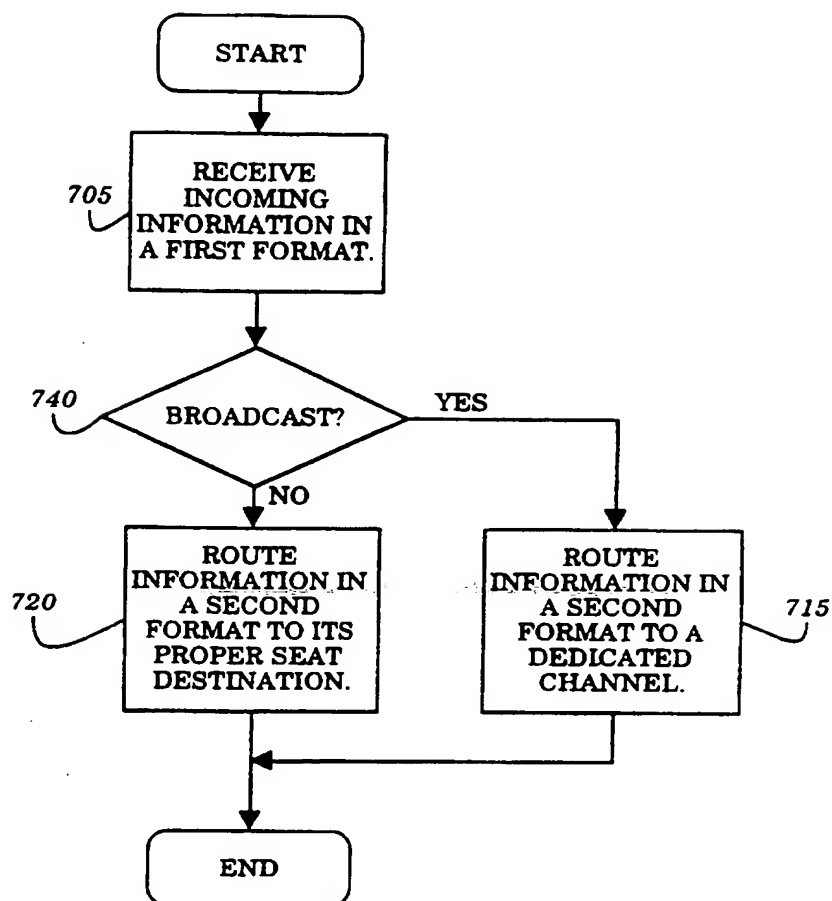 START
705
RECEIVE
INCOMING
INFORMATION IN
A FIRST FORMAT.
740
BROADCAST?
YES
NO
720
ROUTE
INFORMATION IN
A SECOND
FORMAT TO ITS
PROPER SEAT
DESTINATION.
ROUTE
INFORMATION IN
A SECOND
FORMAT TO A
DEDICATED
CHANNEL.
715
END